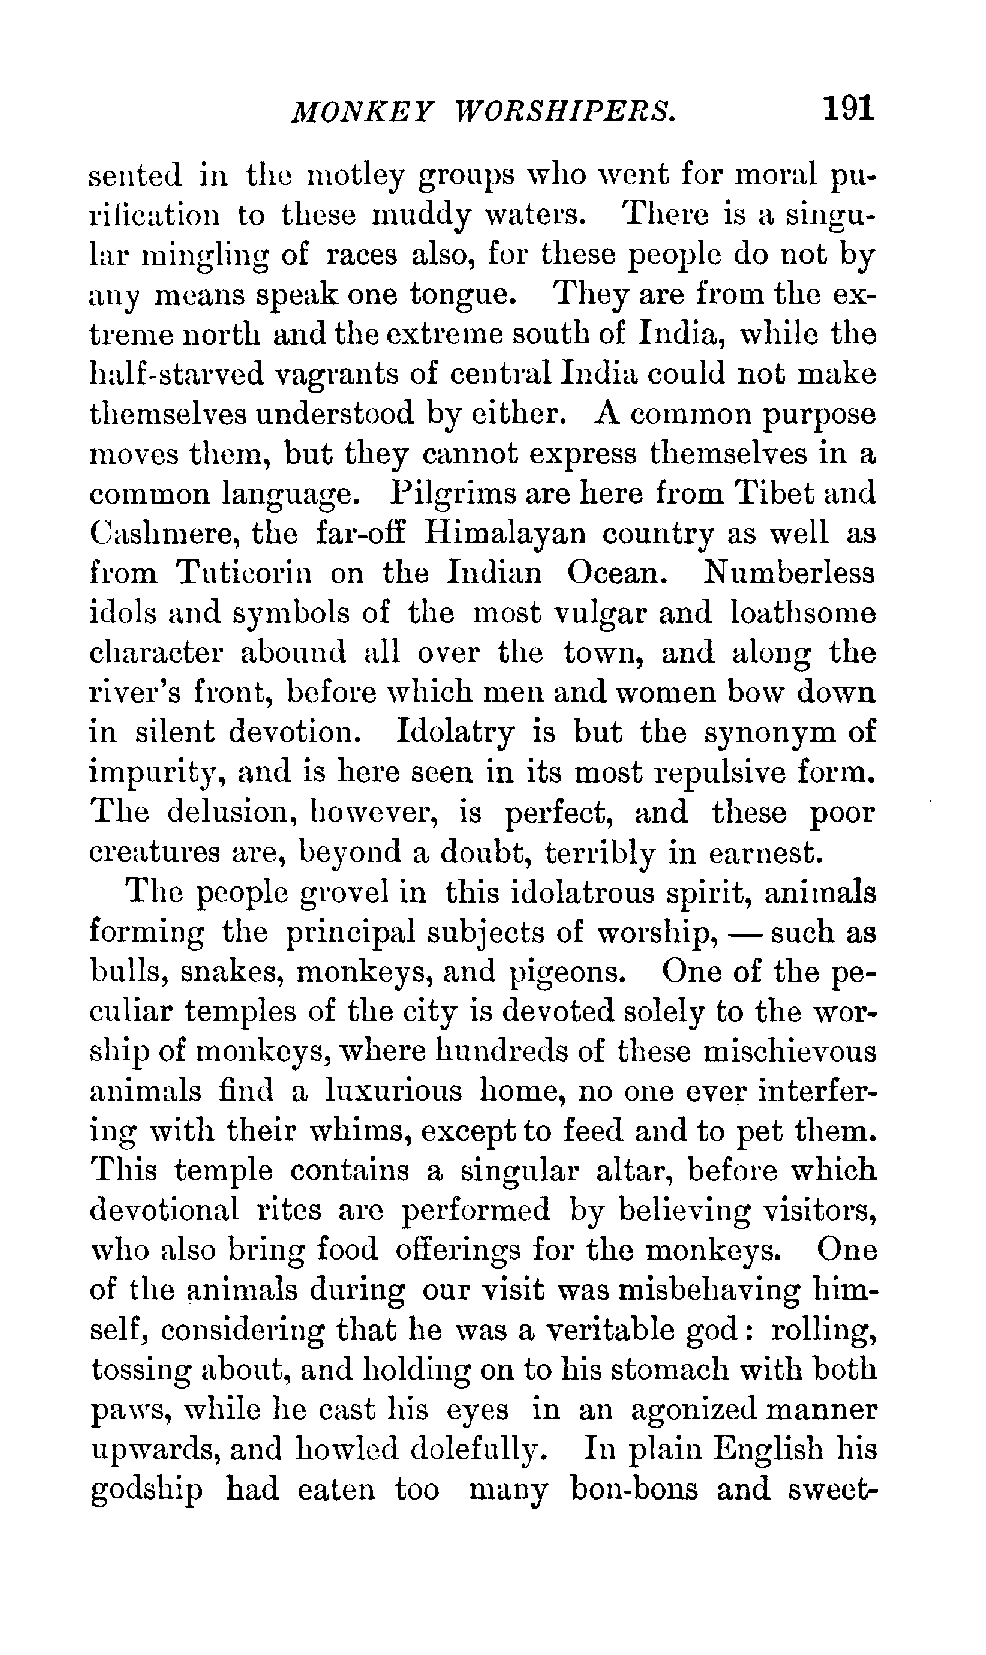 MONKEY WORSHIPERS. 191
sented in the motley groups who went for moral pu-
rification to these muddy waters. There is a singu-
lar mingling of races also, for these people do not by
any means speak one tongue. They are from the ex-
treme north and the extreme south of India, while the
half-starved vagrants of central India could not make
themselves understood by either. A common purpose
moves them, but they cannot express themselves in a
common language. Pilgrims are here from Tibet and
Cashmere, the far-off Himalayan country as well as
from Tuticorin on the Indian Ocean. Numberless
idols and symbols of the most vulgar and loathsome
character abound all over the town, and along the
river's front, before which men and women bow down
in silent devotion. Idolatry is but the synonym of
impurity, and is here seen in its most repulsive form.
The delusion, however, is perfect, and these poor
creatures are, beyond a doubt, terribly in earnest.
The people grovel in this idolatrous spirit, animals
forming the principal subjects of worship, — such as
bulls, snakes, monkeys, and pigeons. One of the pe-
culiar temples of the city is devoted solely to the wor-
ship of monkeys, where hundreds of these mischievous
animals find a luxurious home, no one ever interfer-
ing with their whims, except to feed and to pet them.
This temple contains a singular altar, before which
devotional rites are performed by believing visitors,
who also bring food offerings for the monkeys. One
of the animals during our visit was misbehaving him-
self, considering that he was a veritable god: rolling,
tossing about, and holding on to his stomach with both
paws, while he cast his eyes in an agonized manner
upwards, and howled dolefully. In plain English his
godship had eaten too many bon-bons and sweet-